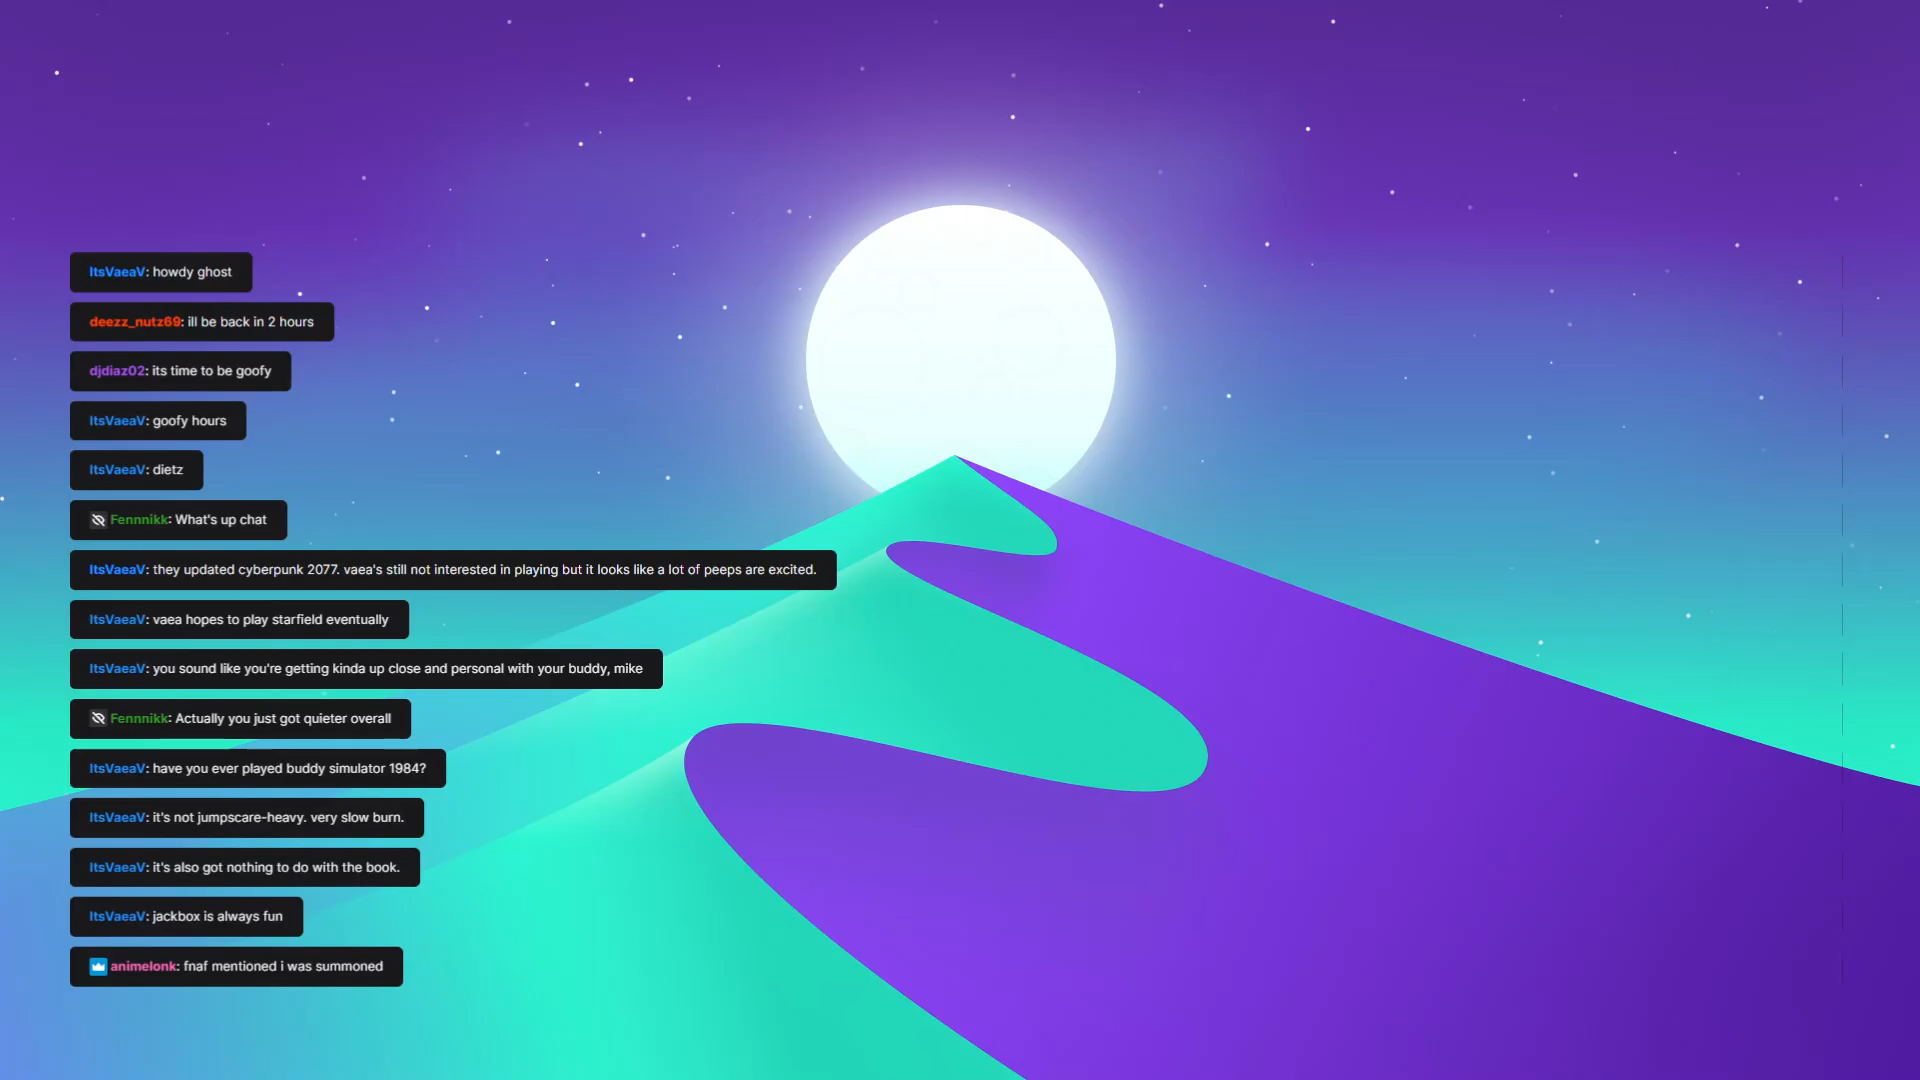 ItsVaeaV: howdy ghost
deezz_nutz69: ill be back in 2 hours
djdiaz02: its time to be goofy
ItsVaeaV: goofy hours
ItsVaeaV: dietz
Fennnikk: What's up chat
ItsVaeaV: they updated cyberpunk 2077. vaea's still not interested in playing but it looks like a lot of peeps are excited.
ItsVaeaV: vaea hopes to play starfield eventually
ItsVaeaV: you sound like you're getting kinda up close and personal with your buddy, mike
Fennnikk: Actually you just got quieter overall
ItsVaeaV: have you ever played buddy simulator 1984?
ItsVaeaV: it's not jumpscare-heavy. very slow burn.
ItsVaeaV: it's also got nothing to do with the book.
ItsVaeaV: jackbox is always fun
animelonk: fnaf mentioned i was summoned